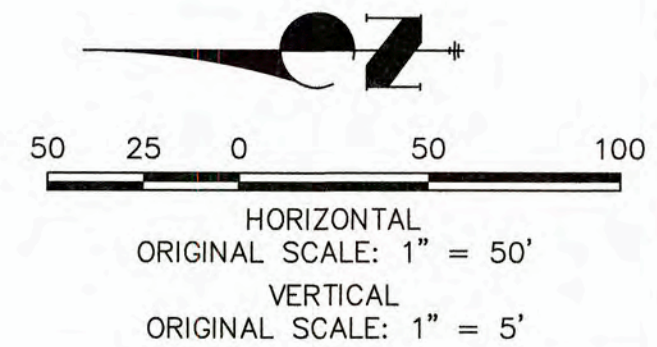 N
50 25 0 50 100
HORIZONTAL
ORIGINAL SCALE: 1" = 50'
VERTICAL
ORIGINAL SCALE: 1" = 5'